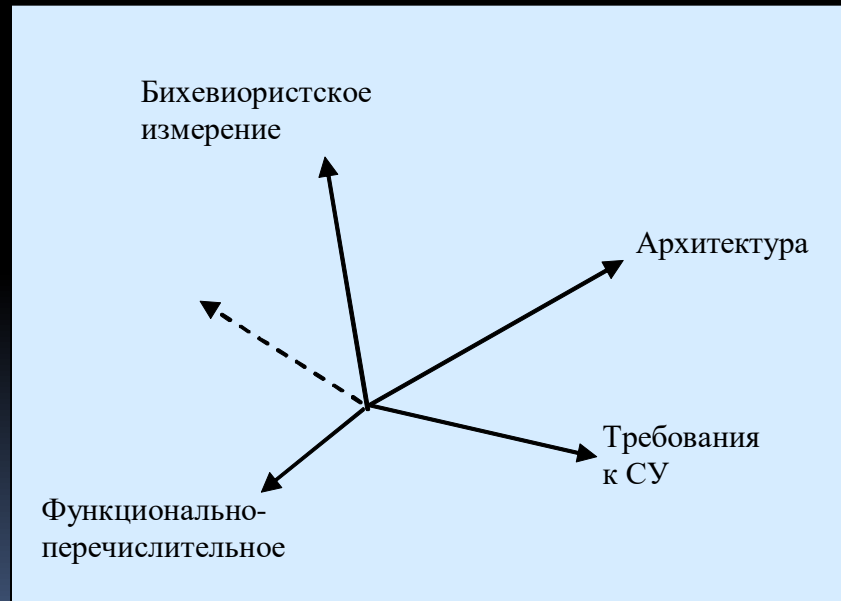 Бихевиористское
измерение
Архитектура
Требования
к СУ
Функционально-
перечислительное